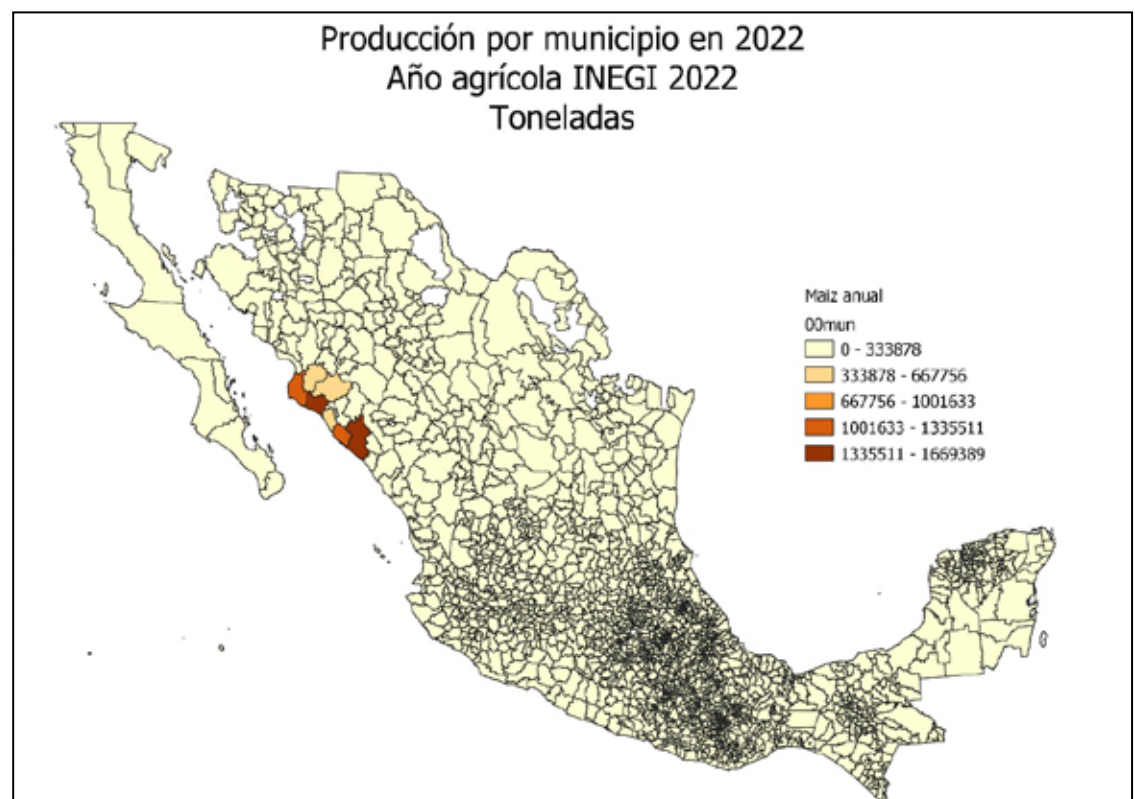 Producción por municipio en 2022
Año agrícola INEGI 2022
Toneladas
Maiz anual
00mun
0 - 333878
333878 - 667756
667756 - 1001633
1001633 - 1335511
1335511 - 1669389